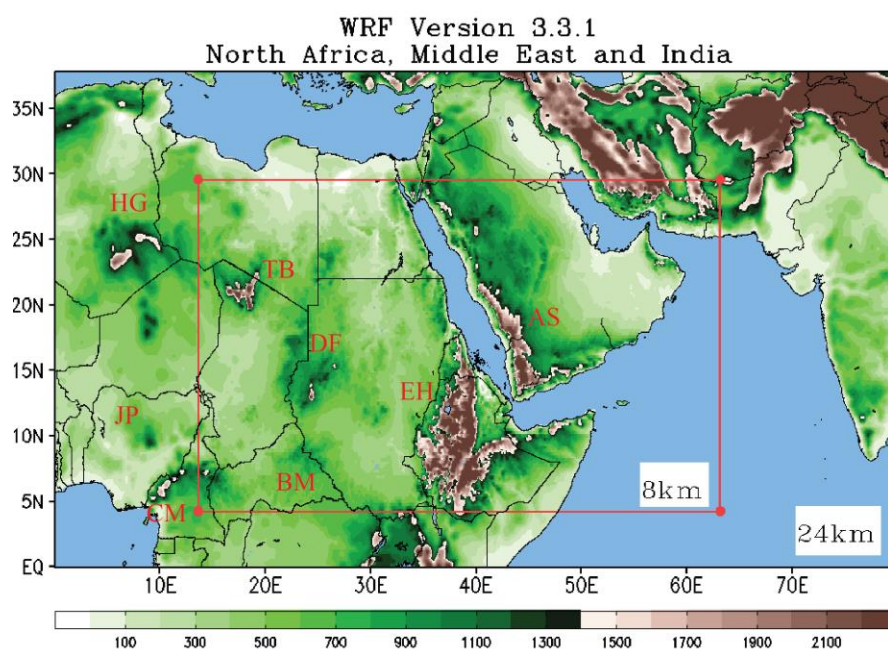 WRF Version 3.3.1
North Africa, Middle East and India
35N
30N
HG
25N
TB
20N
AS
DF
15N
EH
JP
10N
BM
8km
5N
CM
24km
EQ
10E 20E 30E 40E 50E 60E 70E
100 300 500 700 900 1100 1300 1500 1700 1900 2100